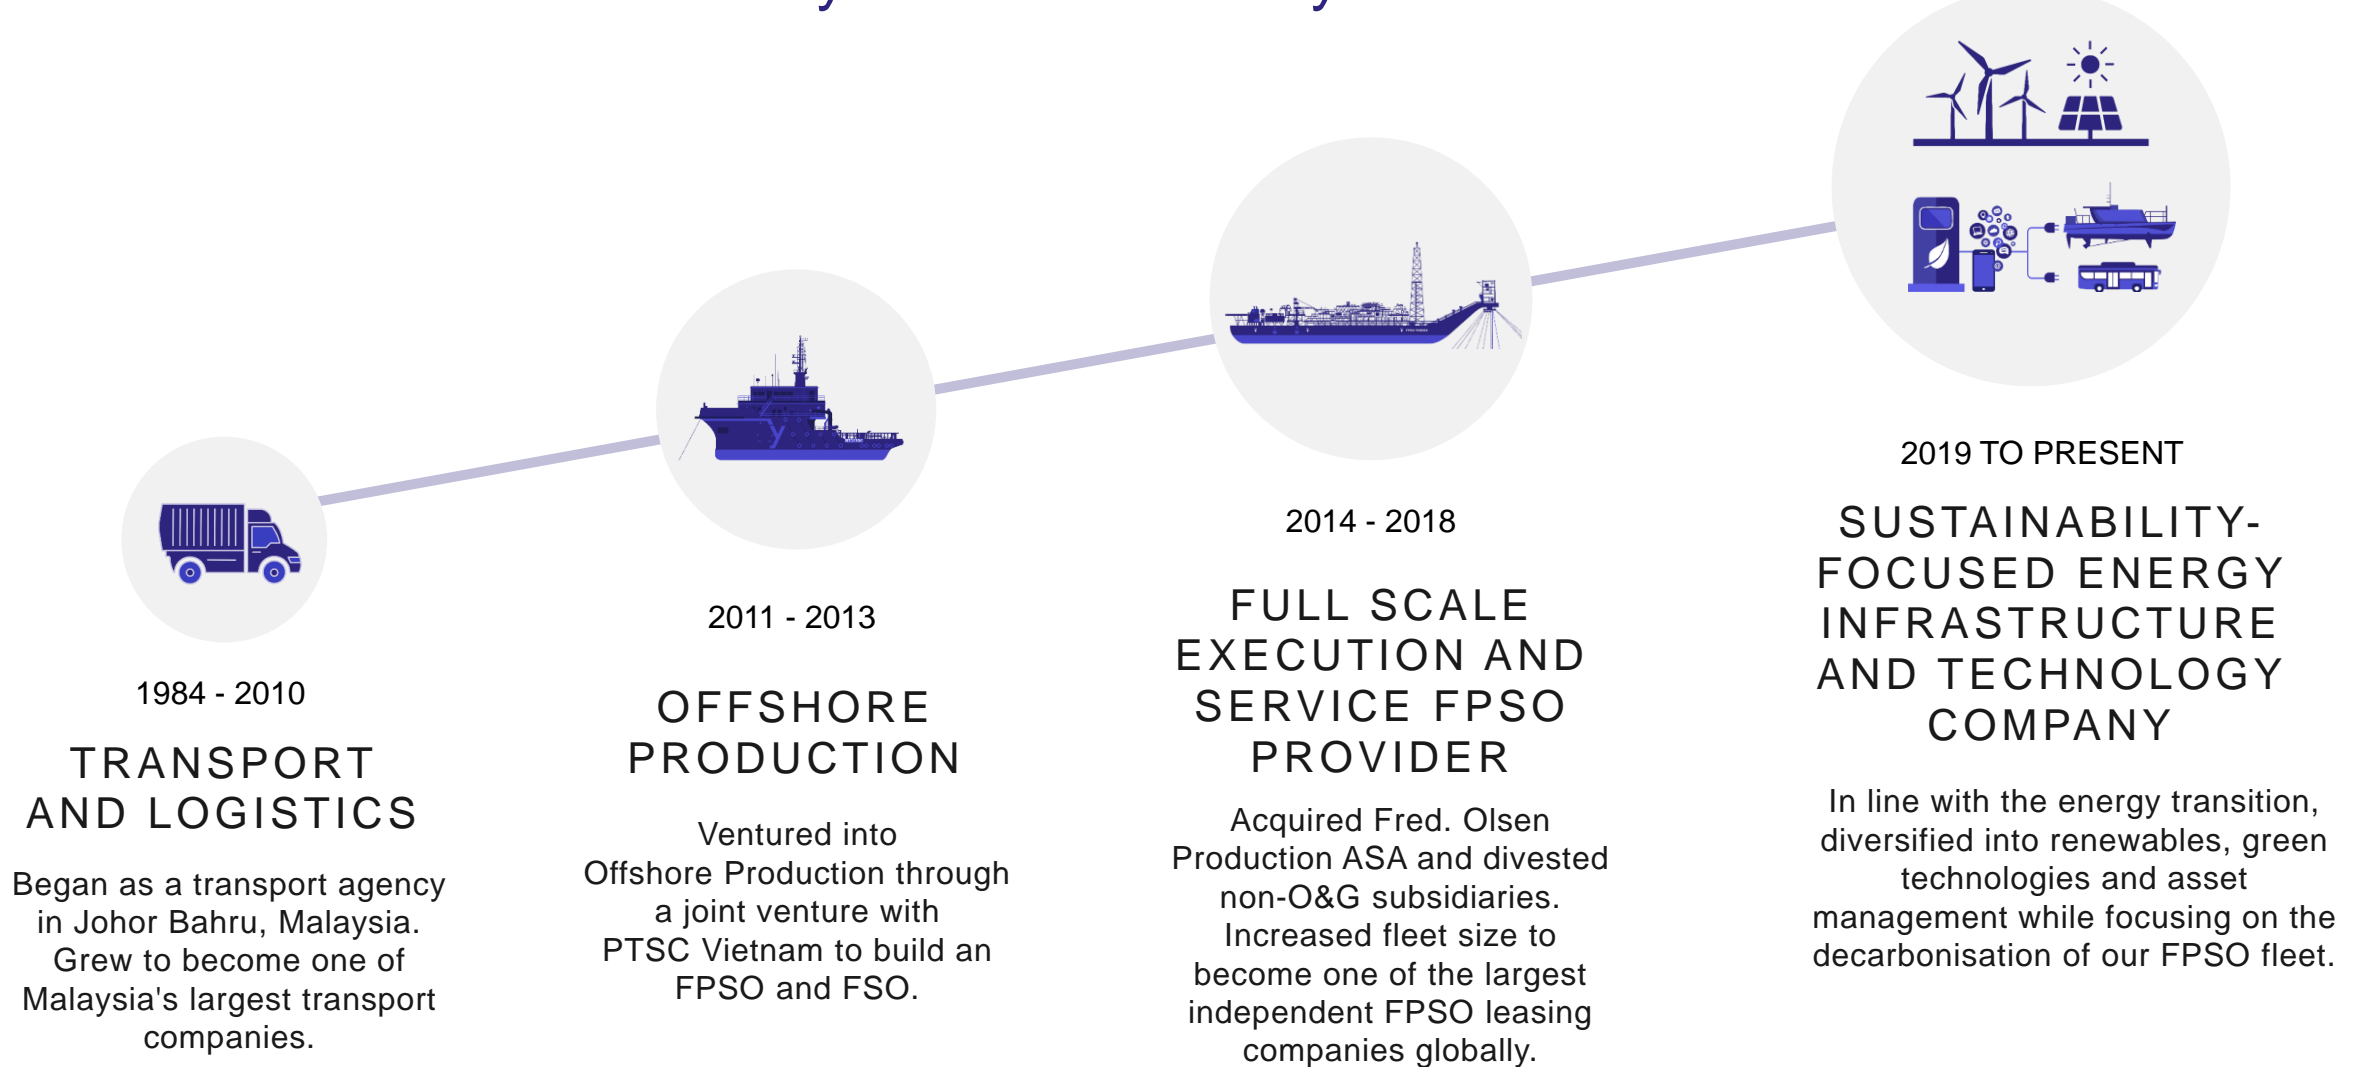 1984 - 2010
TRANSPORT
AND LOGISTICS
Began as a transport agency
in Johor Bahru, Malaysia.
Grew to become one of
Malaysia's largest transport
companies.
2011 - 2013
OFFSHORE
PRODUCTION
Ventured into
Offshore Production through
a joint venture with
PTSC Vietnam to build an
FPSO and FSO.
2014 - 2018
FULL SCALE
EXECUTION AND
SERVICE FPSO
PROVIDER
Acquired Fred. Olsen
Production ASA and divested
non-O&G subsidiaries.
Increased fleet size to
become one of the largest
independent FPSO leasing
companies globally.
2019 TO PRESENT
SUSTAINABILITY-
FOCUSED ENERGY
INFRASTRUCTURE
AND TECHNOLOGY
COMPANY
In line with the energy transition,
diversified into renewables, green
technologies and asset
management while focusing on the
decarbonisation of our FPSO fleet.